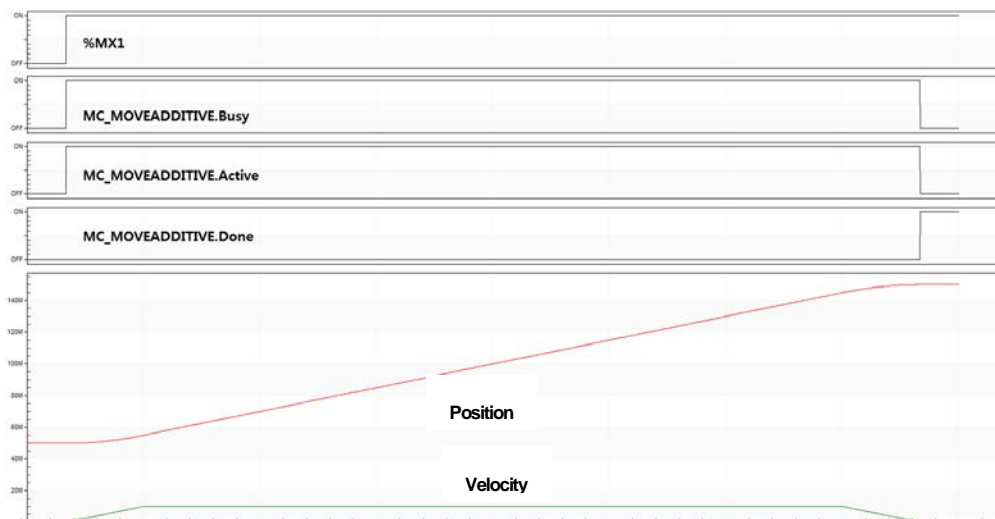 ON
%MX1
OFF
ON
MC_MOVEADDITIVE.Busy
OFF
ON
MC_MOVEADDITIVE.Active
OFF
ON
MC_MOVEADDITIVE.Done
OFF
140M
120M
100M
80M
Position
60M
40M
Velocity
20M